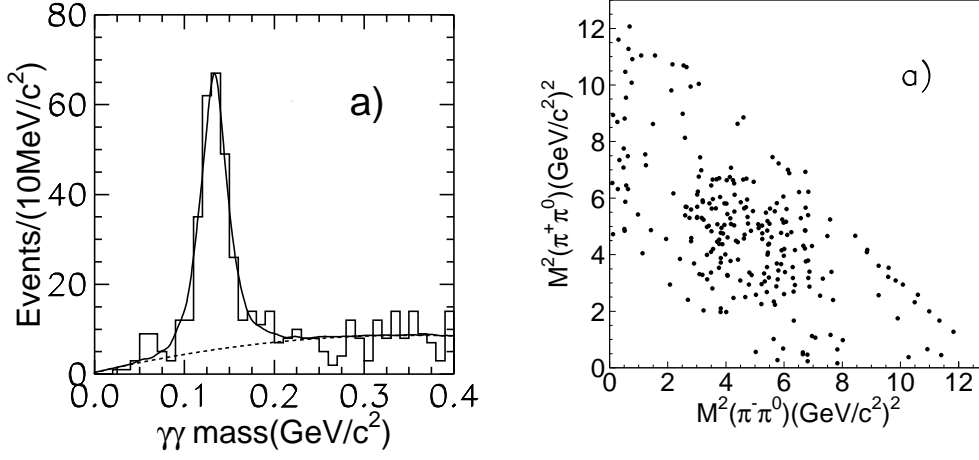 80
60
40
20
0
Events/(10MeV/c²)
a)
0.0 0.1 0.2 0.3 0.4
γγ mass(GeV/c²)
12
10
8
6
4
2
0
M²(π⁺π⁰)(GeV/c²)²
a)
0 2 4 6 8 10 12
M²(π⁻π⁰)(GeV/c²)²